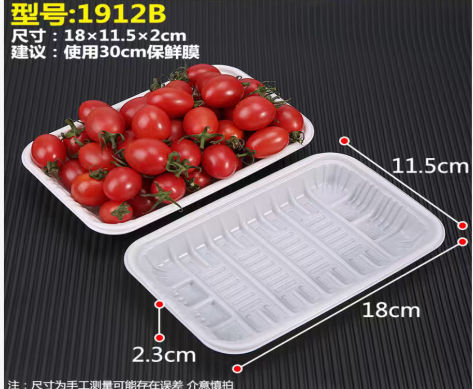 型号:1912B
尺寸：18×11.5×2cm
建议：使用30cm保鲜膜
11.5cm
18cm
2.3cm
注：尺寸为手工测量可能存在误差 介意慎拍